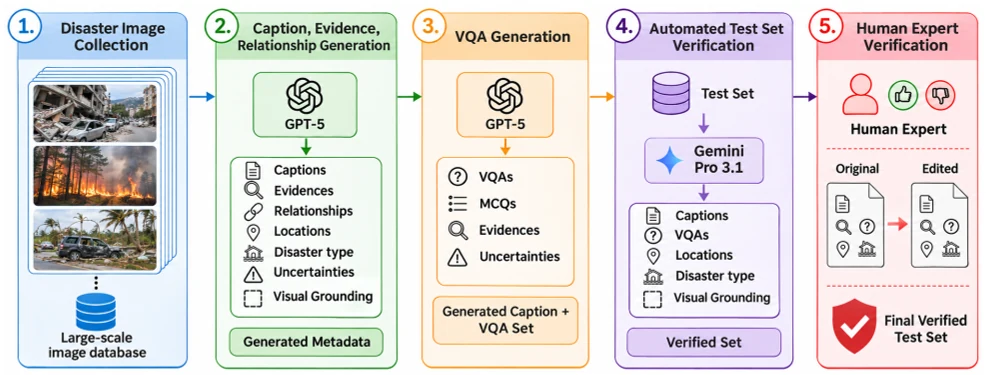 1.
Disaster Image
Collection
Large-scale
image database
2.
Caption, Evidence,
Relationship Generation
GPT-5
Captions
Evidences
Relationships
Locations
Disaster type
Uncertainties
Visual Grounding
Generated Metadata
3.
VQA Generation
GPT-5
VQAs
MCQs
Evidences
Uncertainties
Generated Caption +
VQA Set
4.
Automated Test Set
Verification
Test Set
Gemini
Pro 3.1
Captions
VQAs
Locations
Disaster type
Visual Grounding
Verified Set
5.
Human Expert
Verification
Human Expert
Original
Edited
Final Verified
Test Set